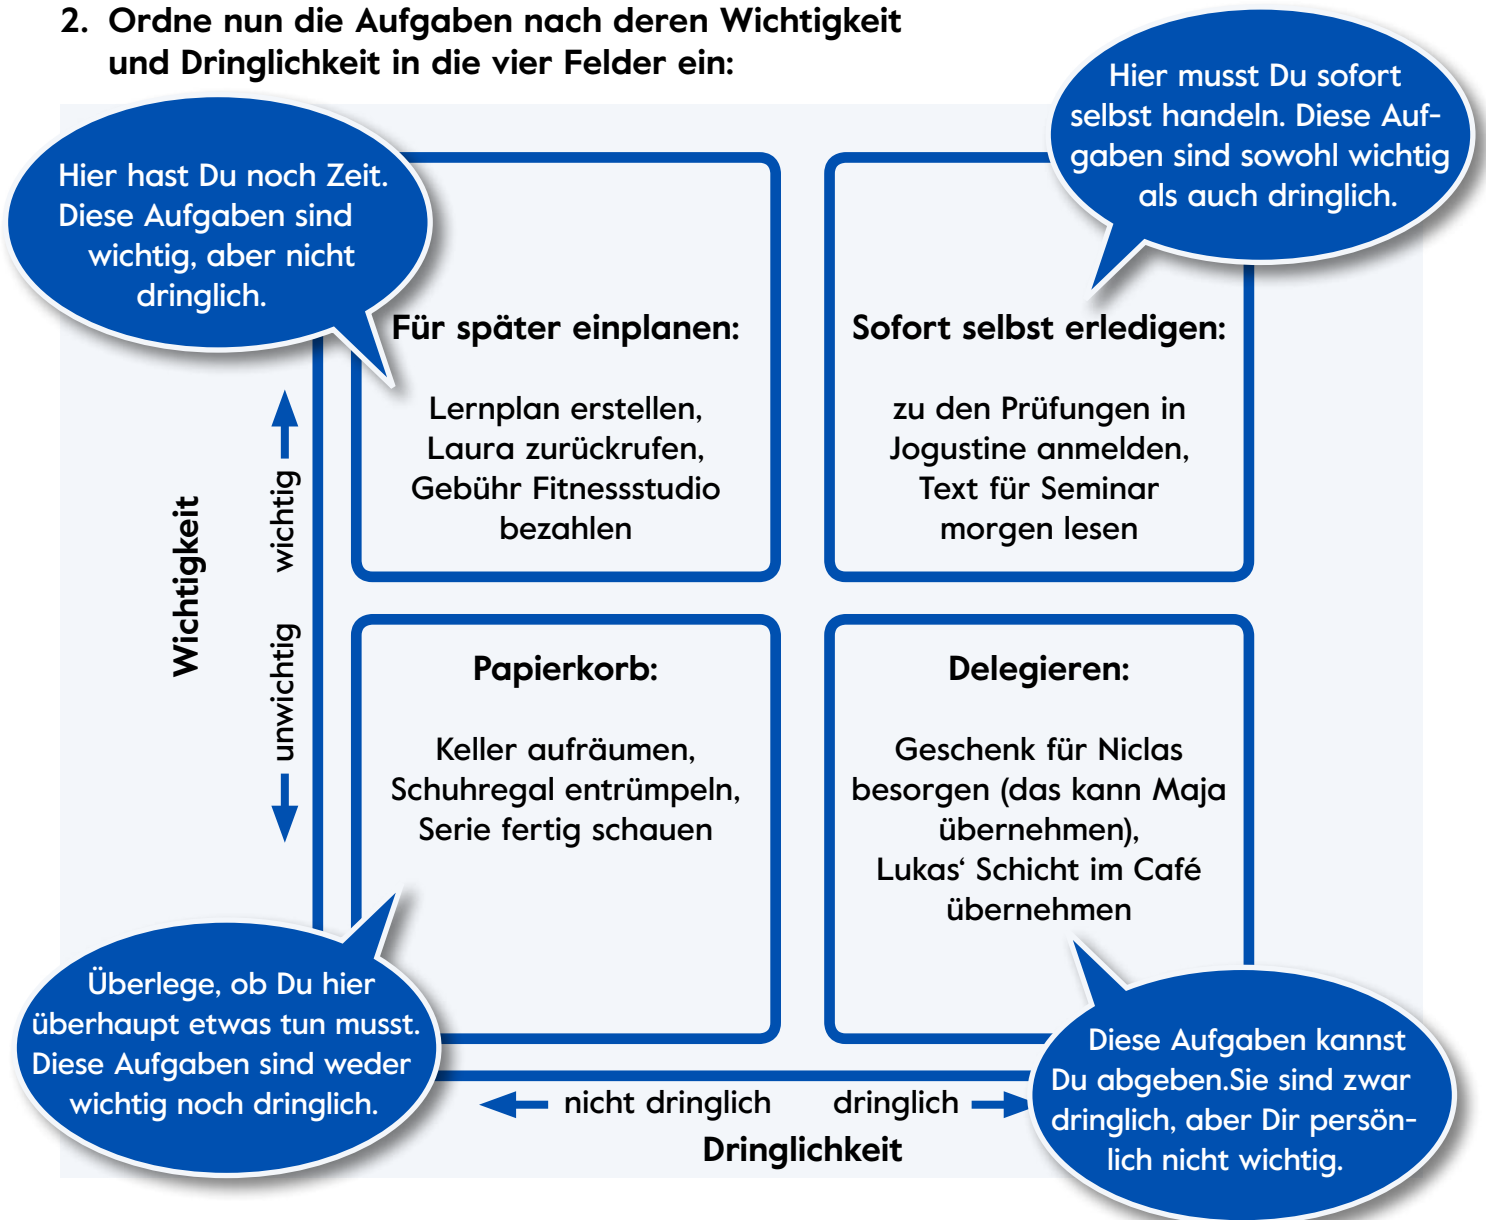 2. Ordne nun die Aufgaben nach deren Wichtigkeit
und Dringlichkeit in die vier Felder ein:
Hier hast Du noch Zeit.
Diese Aufgaben sind
wichtig, aber nicht
dringlich.
Hier musst Du sofort
selbst handeln. Diese Auf-
gaben sind sowohl wichtig
als auch dringlich.
Für später einplanen:
Lernplan erstellen,
Laura zurückrufen,
Gebühr Fitnessstudio
bezahlen
Sofort selbst erledigen:
zu den Prüfungen in
Jogustine anmelden,
Text für Seminar
morgen lesen
Wichtigkeit
wichtig
unwichtig
Papierkorb:
Keller aufräumen,
Schuhregal entrümpeln,
Serie fertig schauen
Delegieren:
Geschenk für Niclas
besorgen (das kann Maja
übernehmen),
Lukas‘ Schicht im Café
übernehmen
Überlege, ob Du hier
überhaupt etwas tun musst.
Diese Aufgaben sind weder
wichtig noch dringlich.
Diese Aufgaben kannst
Du abgeben.Sie sind zwar
dringlich, aber Dir persön-
lich nicht wichtig.
nicht dringlich
dringlich
Dringlichkeit